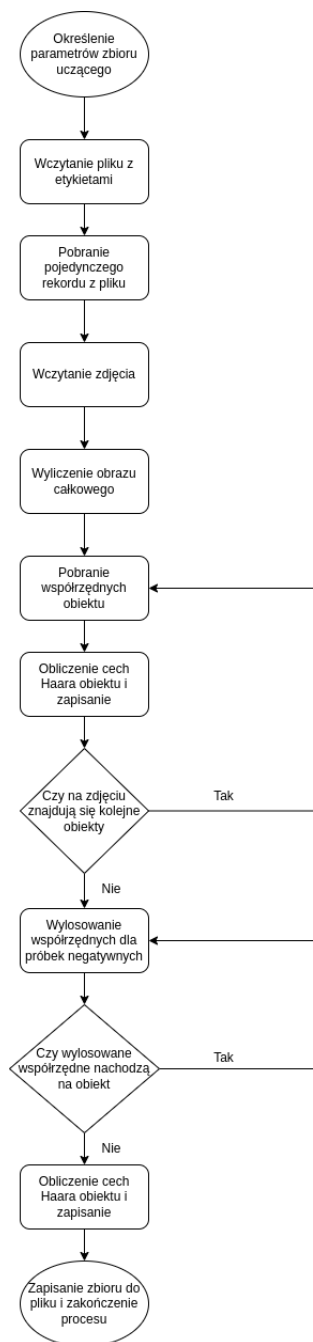 Określenie
parametrów zbioru
uczącego
Wczytanie pliku z
etykietami
Pobranie
pojedynczego
rekordu z pliku
Wczytanie zdjęcia
Wyliczenie obrazu
całkowego
Pobranie
współrzędnych
obiektu
Obliczenie cech
Haara obiektu i
zapisanie
Czy na zdjęciu
znajdują się kolejne
obiekty
Tak
Nie
Wylosowanie
współrzędnych dla
próbek negatywnych
Czy wylosowane
współrzędne nachodzą
na obiekt
Tak
Nie
Obliczenie cech
Haara obiektu i
zapisanie
Zapisanie zbioru do
pliku i zakończenie
procesu